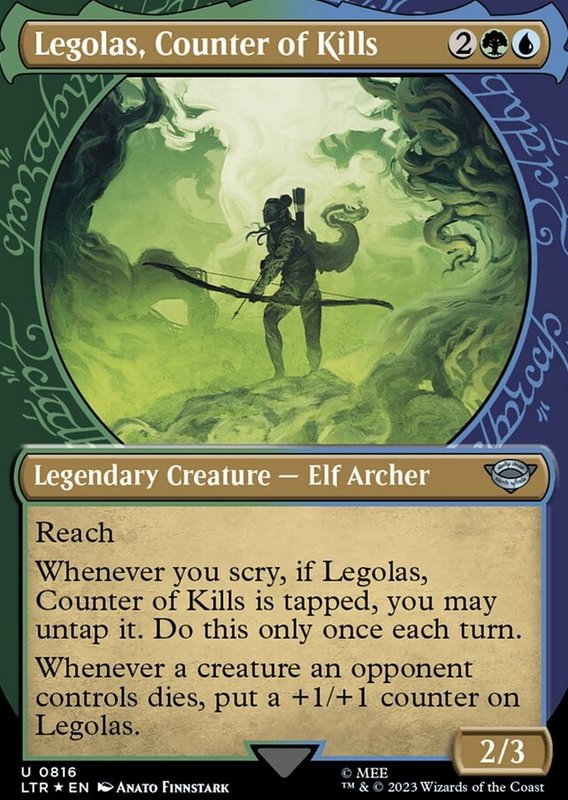 Legolas, Counter of Kills 2
Legendary Creature — Elf Archer
Reach
Whenever you scry, if Legolas,
Counter of Kills is tapped, you may
untap it. Do this only once each turn.
Whenever a creature an opponent
controls dies, put a +1/+1 counter on
Legolas.
2/3
U 0816
LTR ★ EN Anato Finnstark
© MEE
™ & © 2023 Wizards of the Coast